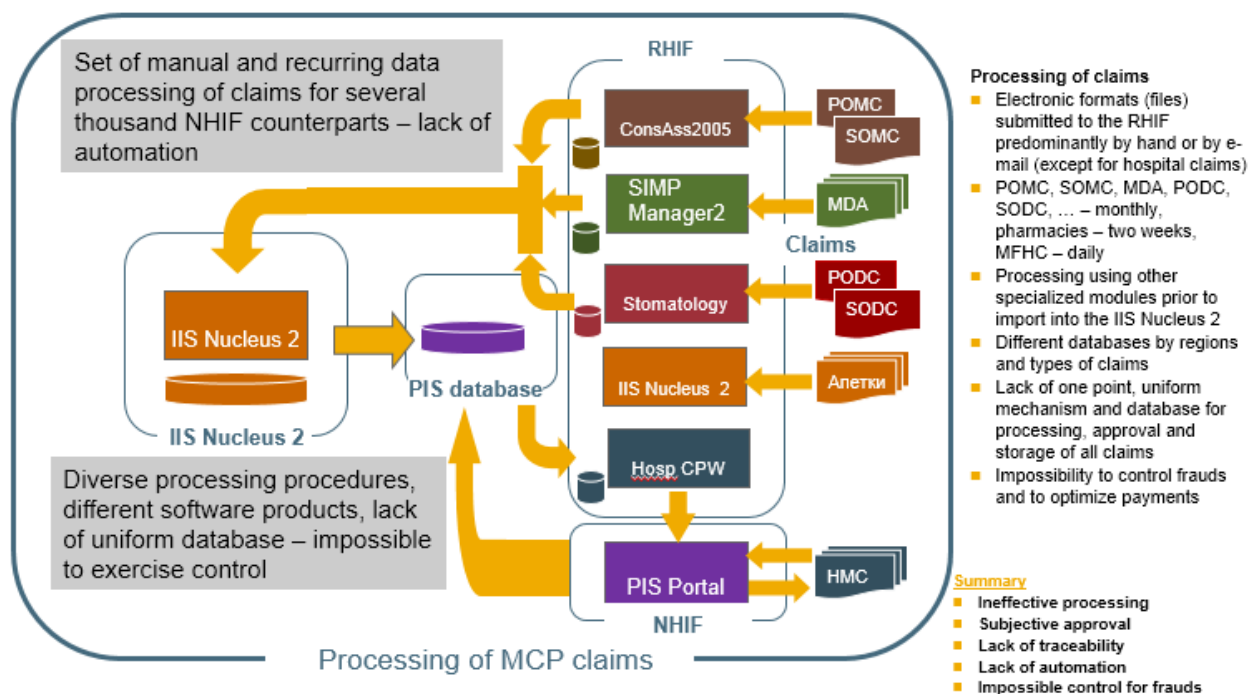 Set of manual and recurring data
processing of claims for several
thousand NHIF counterparts – lack of
automation
RHIF
ConsAss2005
POMC
SOMC
SIMP
Manager2
MDA
Claims
Stomatology
PODC
SODC
IIS Nucleus 2
Аптеки
Hosp CPW
IIS Nucleus 2
IIS Nucleus 2
PIS database
Diverse processing procedures,
different software products, lack
of uniform database – impossible
to exercise control
PIS Portal
HMC
NHIF
Processing of MCP claims
Processing of claims
Electronic formats (files)
submitted to the RHIF
predominantly by hand or by e-
mail (except for hospital claims)
POMC, SOMC, MDA, PODC,
SODC, … – monthly,
pharmacies – two weeks,
MFHC – daily
Processing using other
specialized modules prior to
import into the IIS Nucleus 2
Different databases by regions
and types of claims
Lack of one point, uniform
mechanism and database for
processing, approval and
storage of all claims
Impossibility to control frauds
and to optimize payments
Summary
Ineffective processing
Subjective approval
Lack of traceability
Lack of automation
Impossible control for frauds